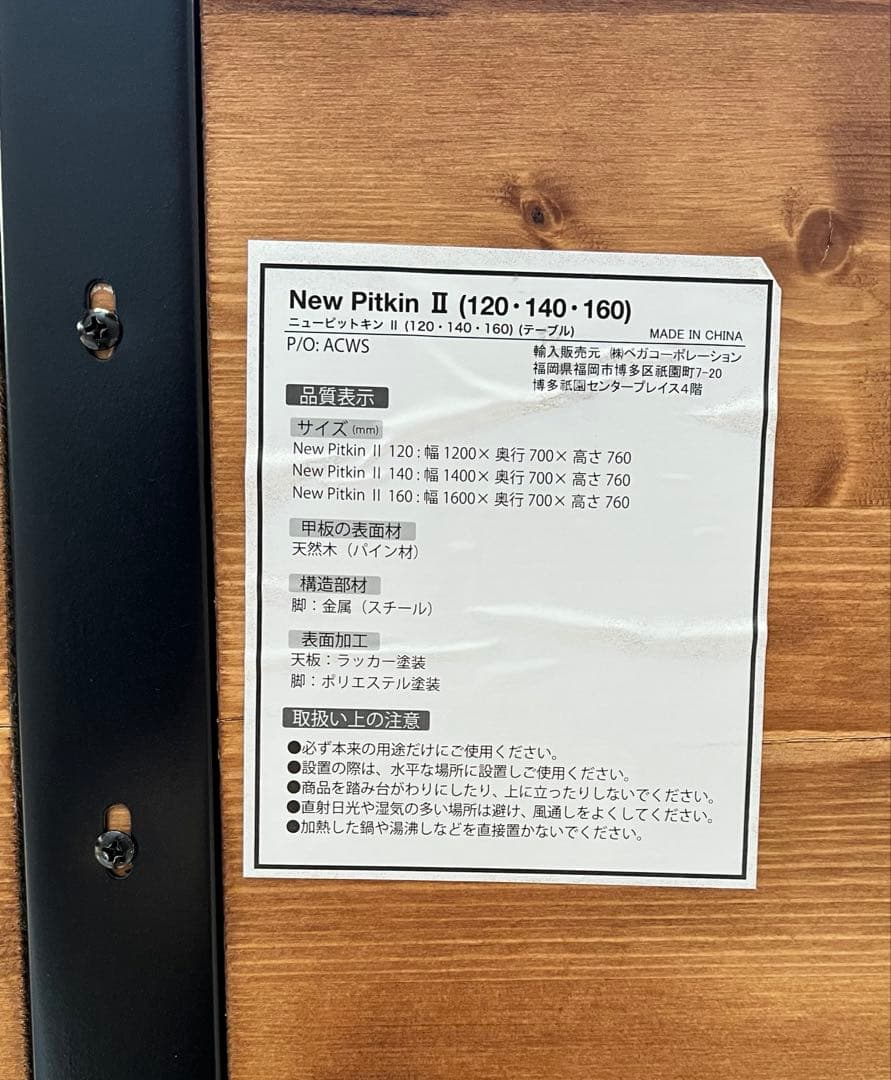 New Pitkin Ⅱ (120・140・160)
ニューピットキン Ⅱ (120・140・160) (テーブル)
MADE IN CHINA
P/O: ACWS
輸入販売元 ㈱ベガコーポレーション
福岡県福岡市博多区祇園町7-20
博多祇園センタープレイス4階
品質表示
サイズ (mm)
New Pitkin Ⅱ 120 : 幅 1200× 奥行 700× 高さ 760
New Pitkin Ⅱ 140 : 幅 1400× 奥行 700× 高さ 760
New Pitkin Ⅱ 160 : 幅 1600× 奥行 700× 高さ 760
甲板の表面材
天然木（パイン材）
構造部材
脚：金属（スチール）
表面加工
天板：ラッカー塗装
脚：ポリエステル塗装
取扱い上の注意
●必ず本来の用途だけにご使用ください。
●設置の際は、水平な場所に設置しご使用ください。
●商品を踏み台がわりにしたり、上に立ったりしないでください。
●直射日光や湿気の多い場所は避け、風通しをよくしてください。
●加熱した鍋や湯沸しなどを直接置かないでください。